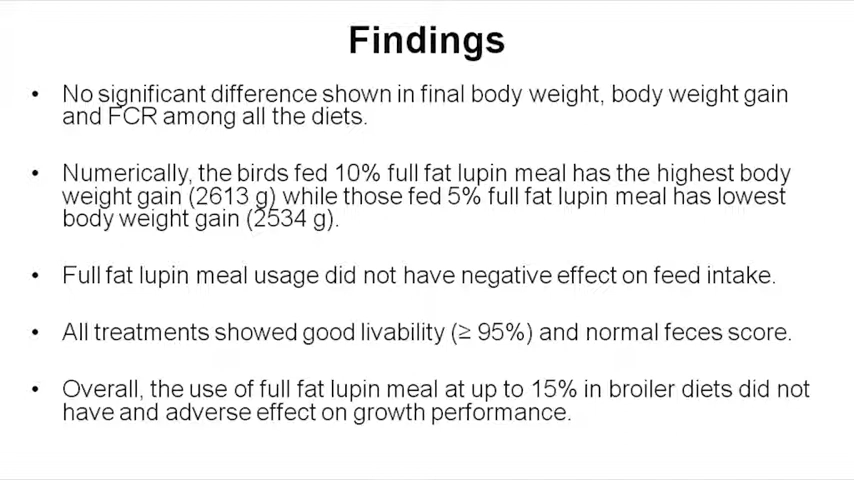 Findings
• No significant difference shown in final body weight, body weight gain
and FCR among all the diets.
• Numerically, the birds fed 10% full fat lupin meal has the highest body
weight gain (2613 g) while those fed 5% full fat lupin meal has lowest
body weight gain (2534 g).
• Full fat lupin meal usage did not have negative effect on feed intake.
• All treatments showed good livability (≥ 95%) and normal feces score.
• Overall, the use of full fat lupin meal at up to 15% in broiler diets did not
have and adverse effect on growth performance.